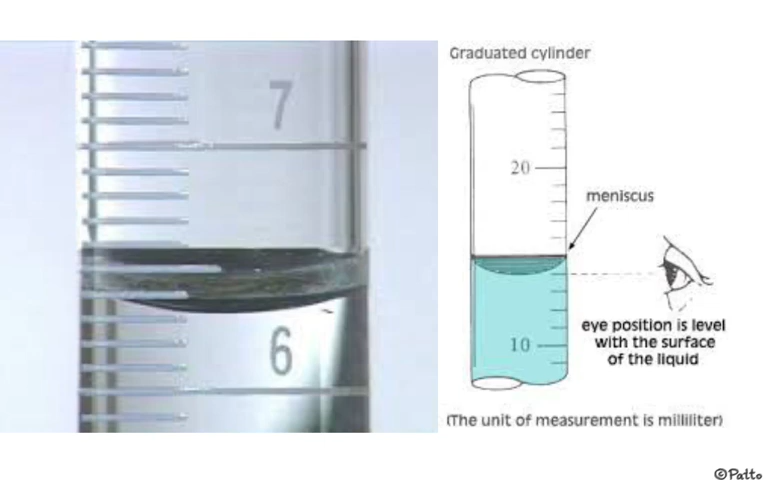 Graduated cylinder
7
20
meniscus
6
10
eye position is level
with the surface
of the liquid
(The unit of measurement is milliliter)
©Patto